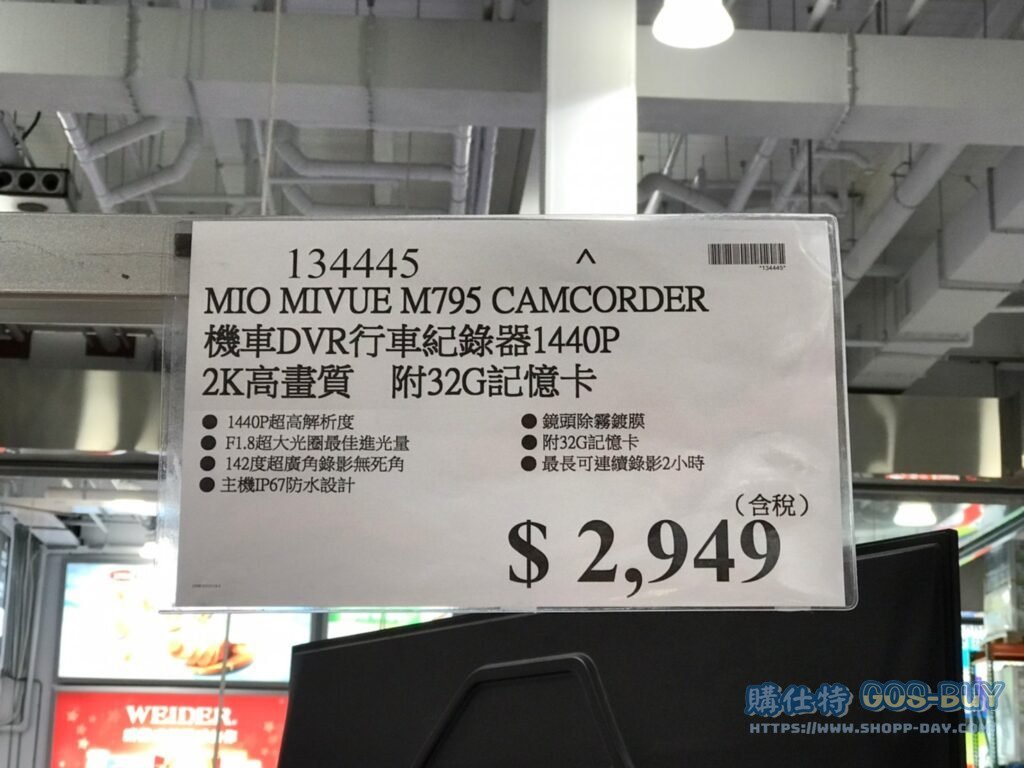 134445
^
*134445*
MIO MIVUE M795 CAMCORDER
機車DVR行車紀錄器1440P
2K高畫質 附32G記憶卡
● 1440P超高解析度
● F1.8超大光圈最佳進光量
● 142度超廣角錄影無死角
● 主機IP67防水設計
● 鏡頭除霧鍍膜
● 附32G記憶卡
● 最長可連續錄影2小時
（含稅）
$ 2,949
WEIDER
購仕特 GOS-BUY
HTTPS://WWW.SHOPP-DAY.COM/